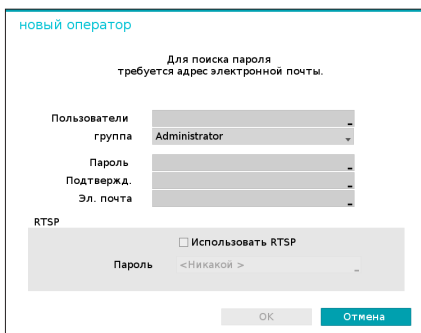 новый оператор
Для поиска пароля
требуется адрес электронной почты.
Пользователи
группа Administrator
Пароль
Подтвержд.
Эл. почта
RTSP
Использовать RTSP
Пароль <Никакой >
OK Отмена